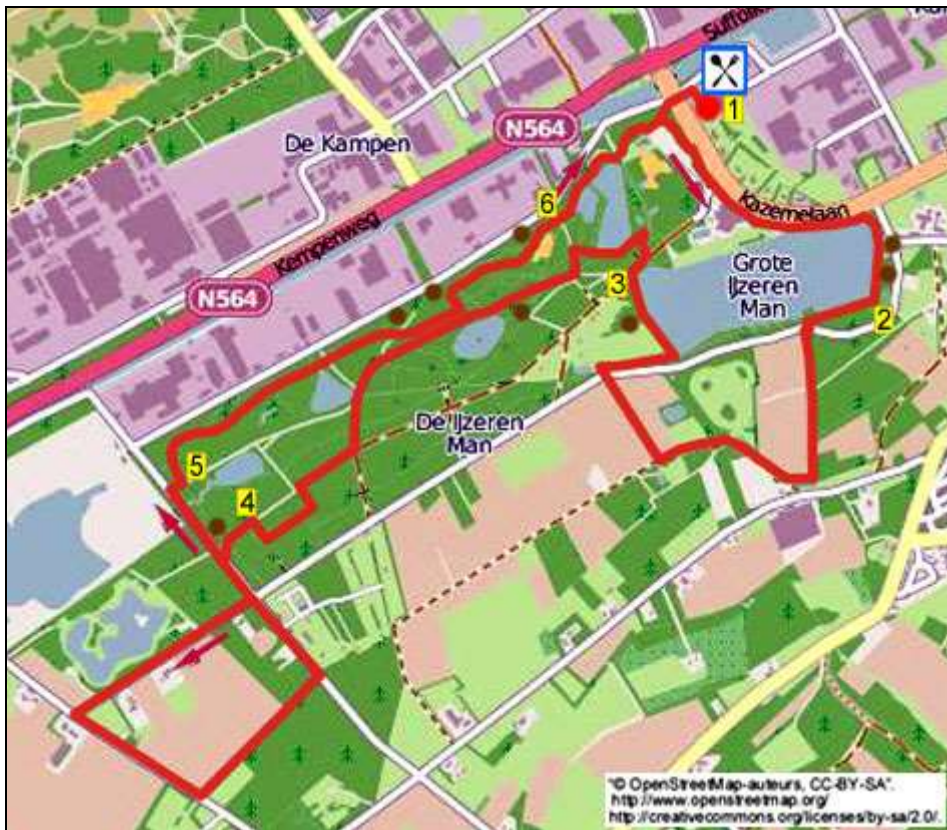 Suffolk
1
De Kampen
N564
6
Kazernelaan
Kempenweg
3
Grote
IJzeren
Man
N564
2
De IJzeren
Man
5
4
"© OpenStreetMap-auteurs, CC-BY-SA".
http://www.openstreetmap.org/
http://creativecommons.org/licenses/by-sa/2.0/.